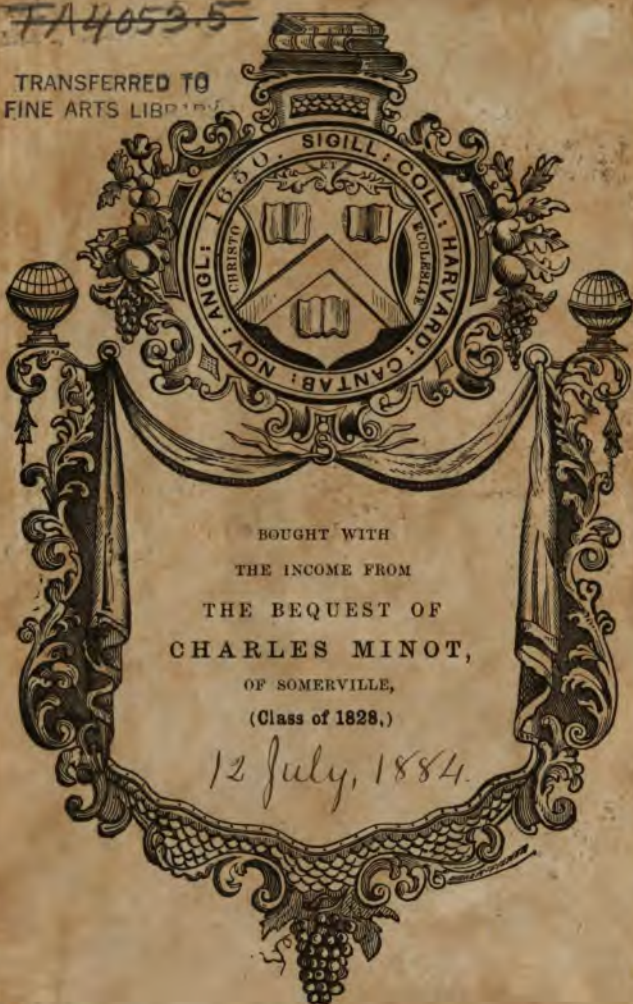 FA4053.5
TRANSFERRED TO
FINE ARTS LIBRARY
SIGILL: COLL: HARVARD: CANTAB: NOV: ANGL: 1650.
CHRISTO ET ECCLESIAE
BOUGHT WITH
THE INCOME FROM
THE BEQUEST OF
CHARLES MINOT,
OF SOMERVILLE,
(Class of 1828,)
12 July, 1884.